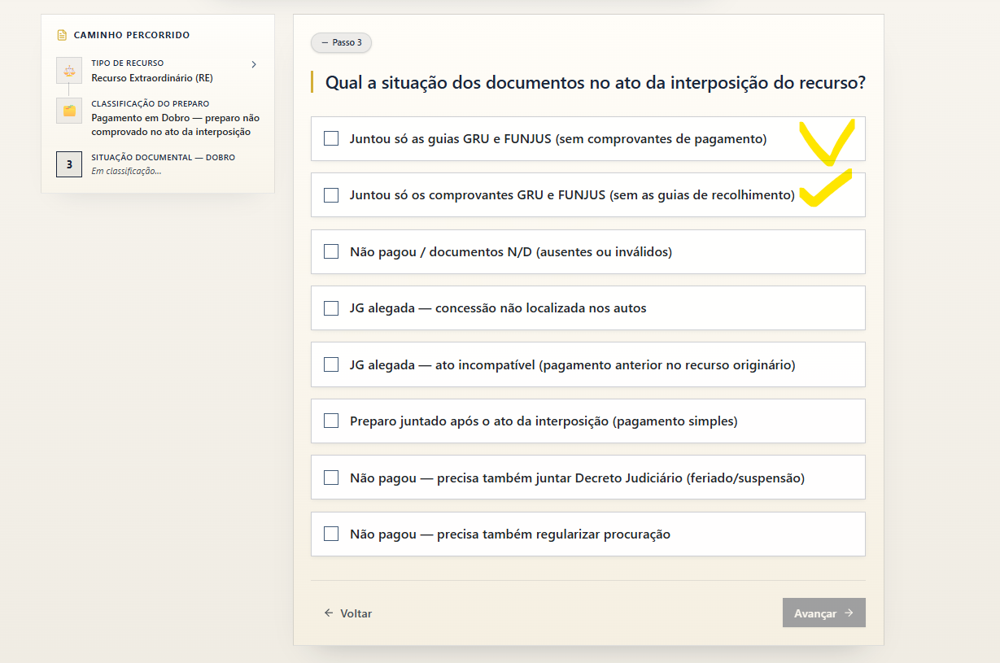 CAMINHO PERCORRIDO
TIPO DE RECURSO
Recurso Extraordinário (RE)
CLASSIFICAÇÃO DO PREPARO
Pagamento em Dobro — preparo não
comprovado no ato da interposição
3
SITUAÇÃO DOCUMENTAL — DOBRO
Em classificação...
— Passo 3
Qual a situação dos documentos no ato da interposição do recurso?
Juntou só as guias GRU e FUNJUS (sem comprovantes de pagamento)
Juntou só os comprovantes GRU e FUNJUS (sem as guias de recolhimento)
Não pagou / documentos N/D (ausentes ou inválidos)
JG alegada — concessão não localizada nos autos
JG alegada — ato incompatível (pagamento anterior no recurso originário)
Preparo juntado após o ato da interposição (pagamento simples)
Não pagou — precisa também juntar Decreto Judiciário (feriado/suspensão)
Não pagou — precisa também regularizar procuração
← Voltar
Avançar →